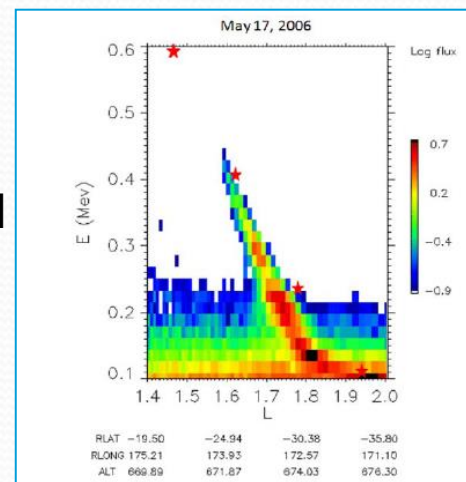 May 17, 2006
Log flux
0.6
0.5
0.4
0.3
0.2
0.1
E (Mev)
0.7
0.2
-0.4
-0.9
1.4 1.5 1.6 1.7 1.8 1.9 2.0
L
RLAT -19.50 -24.94 -30.38 -35.80
RLONG 175.21 173.93 172.57 171.10
ALT 669.89 671.87 674.03 676.30